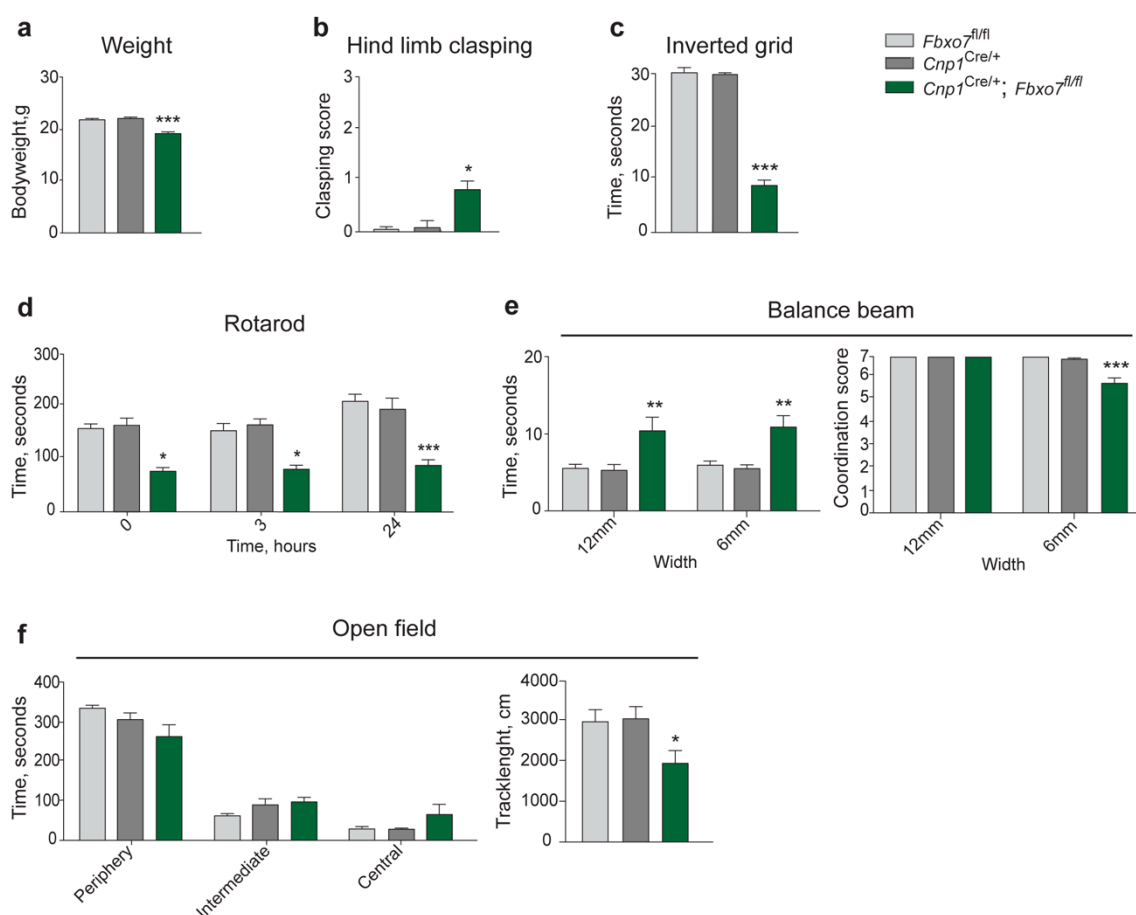 a
Weight
Bodyweight,g
30
20
10
0
***
b
Hind limb clasping
Clasping score
3
2
1
0
*
c
Inverted grid
Time, seconds
30
20
10
0
***
Fbxo7fl/fl
Cnp1Cre/+
Cnp1Cre/+; Fbxo7fl/fl
d
Rotarod
Time, seconds
300
200
100
0
*
*
***
0
3
24
Time, hours
e
Balance beam
Time, seconds
20
10
0
**
**
12mm
6mm
Width
Coordination score
7
6
5
4
3
2
1
0
***
12mm
6mm
Width
f
Open field
Time, seconds
400
300
200
100
0
Periphery
Intermediate
Central
Tracklenght, cm
4000
3000
2000
1000
0
*